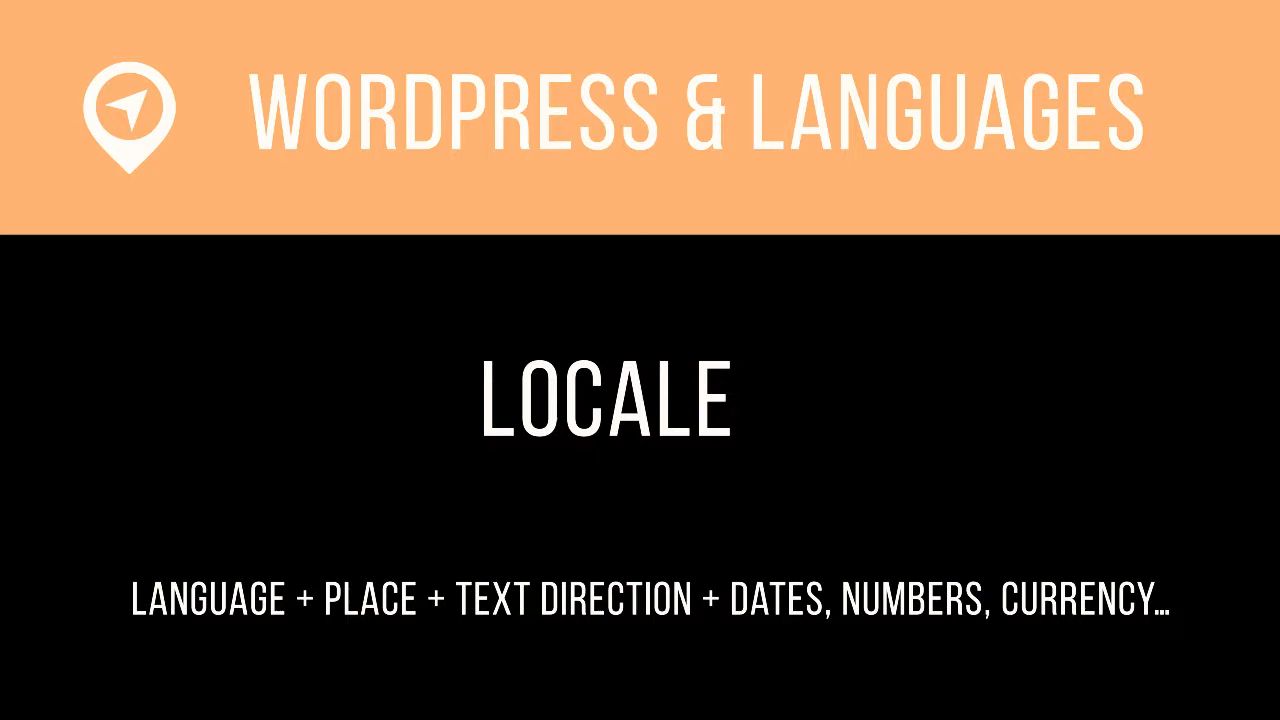 WORDPRESS & LANGUAGES
LOCALE
LANGUAGE + PLACE + TEXT DIRECTION + DATES, NUMBERS, CURRENCY...